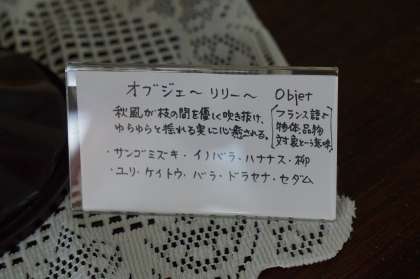 オブジェ～リリー～ Objet
秋風が枝の間を優しく吹き抜け、
ゆらゆらと揺れる実に心癒される。
フランス語で
物体、品物
対象という意味
・サンゴミズキ・イノバラ・ハナナス・柳
・ユリ・ケイトウ・バラ・ドラセナ・セダム